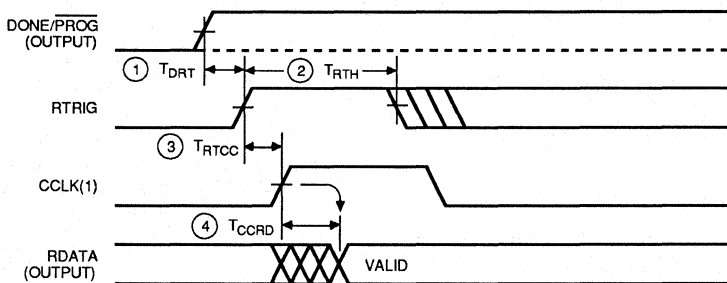 DONE/PROG
(OUTPUT)
1 TDRT
2 TRTH
RTRIG
3 TRTCC
CCLK(1)
4 TCCRD
RDATA
(OUTPUT)
VALID